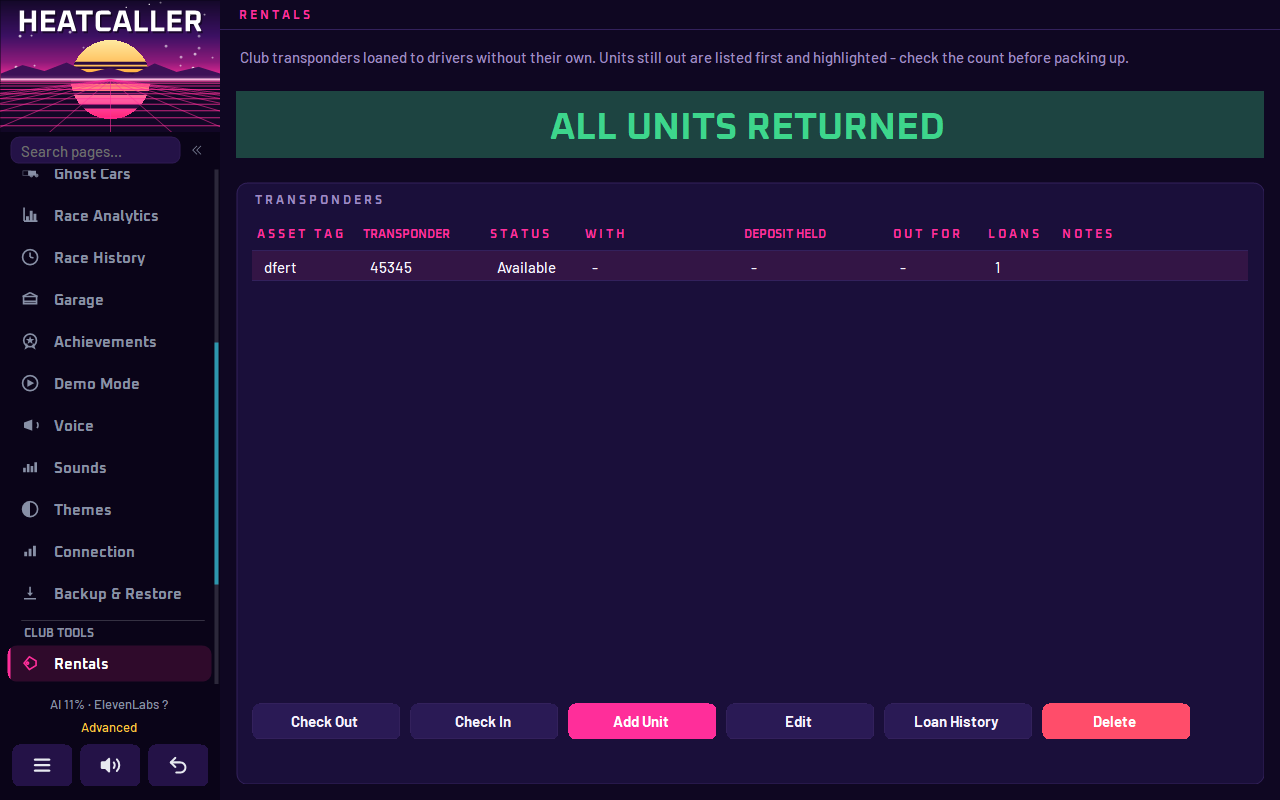 HEATCALLER
Search pages...
Ghost Cars
Race Analytics
Race History
Garage
Achievements
Demo Mode
Voice
Sounds
Themes
Connection
Backup & Restore
CLUB TOOLS
Rentals
AI 11% · ElevenLabs ?
Advanced
RENTALS
Club transponders loaned to drivers without their own. Units still out are listed first and highlighted - check the count before packing up.
ALL UNITS RETURNED
TRANSPONDERS
ASSET TAG TRANSPONDER STATUS WITH DEPOSIT HELD OUT FOR LOANS NOTES
dfert 45345 Available - - - 1
Check Out Check In Add Unit Edit Loan History Delete